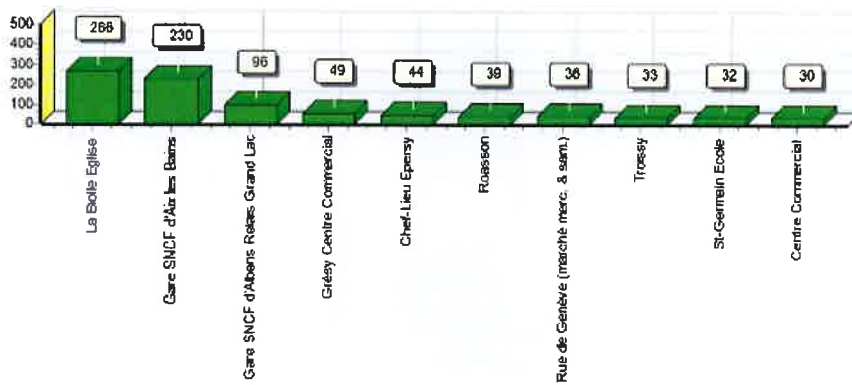 500
400
300
200
100
0
266
230
96
49
44
39
36
33
32
30
La Biolle Eglise
Gare SNCF d'Aix les Bains
Gare SNCF d'Albens Relais Grand Lac
Grésy Centre Commercial
Chef-Lieu Epersy
Roasson
Rue de Genève (marché merc. & sam.)
Troissy
St-Germain Ecole
Centre Commercial